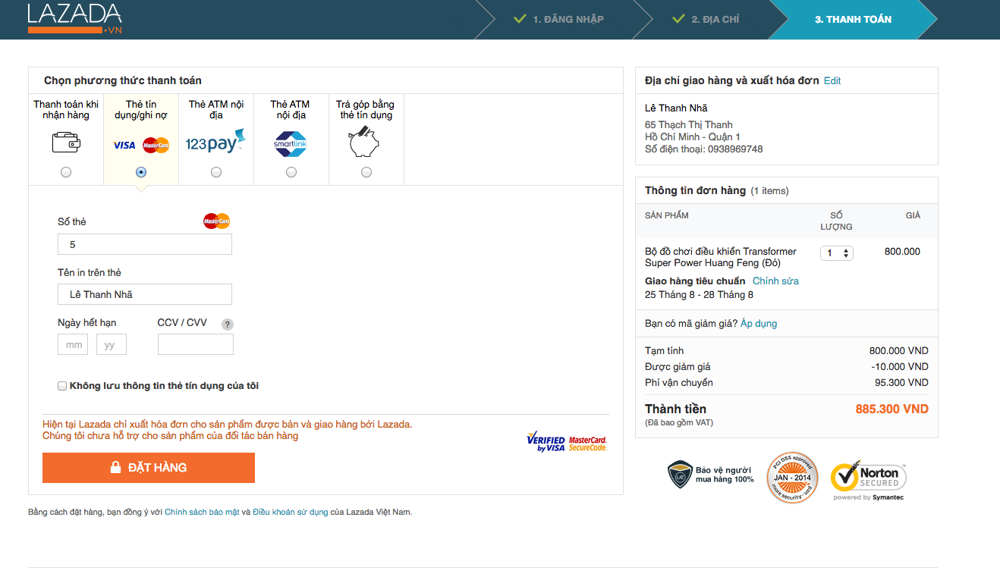 LAZADA
.VN
1. ĐĂNG NHẬP
2. ĐỊA CHỈ
3. THANH TOÁN
Chọn phương thức thanh toán
Thanh toán khi
nhận hàng
Thẻ tín
dụng/ghi nợ
VISA
MasterCard
Thẻ ATM nội
địa
123pay
Thẻ ATM
nội địa
smartlink
Trả góp bằng
thẻ tín dụng
Số thẻ
MasterCard
5
Tên in trên thẻ
Lê Thanh Nhã
Ngày hết hạn
CCV / CVV
?
mm
yy
Không lưu thông tin thẻ tín dụng của tôi
Hiện tại Lazada chỉ xuất hóa đơn cho sản phẩm được bán và giao hàng bởi Lazada.
Chúng tôi chưa hỗ trợ cho sản phẩm của đối tác bán hàng
VERIFIED
by VISA
MasterCard.
SecureCode.
ĐẶT HÀNG
Bằng cách đặt hàng, bạn đồng ý với Chính sách bảo mật và Điều khoản sử dụng của Lazada Việt Nam.
Địa chỉ giao hàng và xuất hóa đơn Edit
Lê Thanh Nhã
65 Thạch Thị Thanh
Hồ Chí Minh - Quận 1
Số điện thoại: 0938969748
Thông tin đơn hàng (1 items)
SẢN PHẨM
SỐ
LƯỢNG
GIÁ
Bộ đồ chơi điều khiển Transformer
Super Power Huang Feng (Đỏ)
1
800.000
Giao hàng tiêu chuẩn Chỉnh sửa
25 Tháng 8 - 28 Tháng 8
Bạn có mã giảm giá? Áp dụng
Tạm tính 800.000 VND
Được giảm giá -10.000 VND
Phí vận chuyển 95.300 VND
Thành tiền 885.300 VND
(Đã bao gồm VAT)
Bảo vệ người
mua hàng 100%
PCI DSS approved
JAN - 2014
more security - usd
Norton
SECURED
powered by Symantec